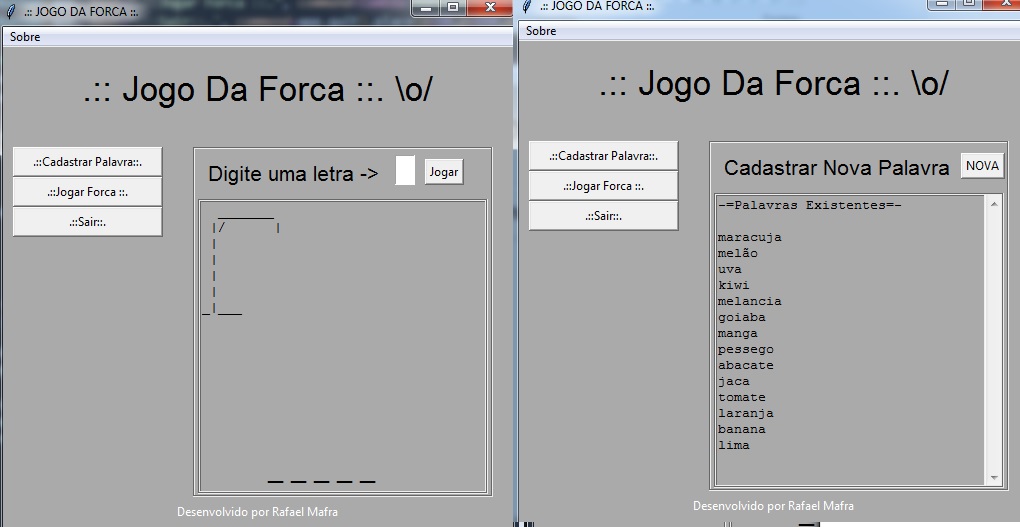 .:: JOGO DA FORCA ::.
Sobre
.:: Jogo Da Forca ::. \o/
.::Cadastrar Palavra::.
.::Jogar Forca ::.
.::Sair::.
Digite uma letra ->
Jogar
_______
|/ |
|
|
|
|
_|___
_ _ _ _ _
Desenvolvido por Rafael Mafra
.:: JOGO DA FORCA ::.
Sobre
.:: Jogo Da Forca ::. \o/
.::Cadastrar Palavra::.
.::Jogar Forca ::.
.::Sair::.
Cadastrar Nova Palavra
NOVA
-=Palavras Existentes=-
maracuja
melão
uva
kiwi
melancia
goiaba
manga
pessego
abacate
jaca
tomate
laranja
banana
lima
Desenvolvido por Rafael Mafra